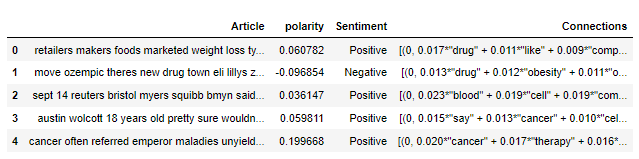 Article polarity Sentiment Connections
0 retailers makers foods marketed weight loss ty... 0.060782 Positive [(0, 0.017*"drug" + 0.011*"like" + 0.009*"comp...
1 move ozempic theres new drug town eli lillys z... -0.096854 Negative [(0, 0.013*"drug" + 0.012*"obesity" + 0.011*"o...
2 sept 14 reuters bristol myers squibb bmyn said... 0.036147 Positive [(0, 0.023*"blood" + 0.019*"cell" + 0.019*"com...
3 austin wolcott 18 years old pretty sure wouldn... 0.059811 Positive [(0, 0.015*"say" + 0.013*"cancer" + 0.010*"cel...
4 cancer often referred emperor maladies unyield... 0.199668 Positive [(0, 0.020*"cancer" + 0.017*"therapy" + 0.016*...